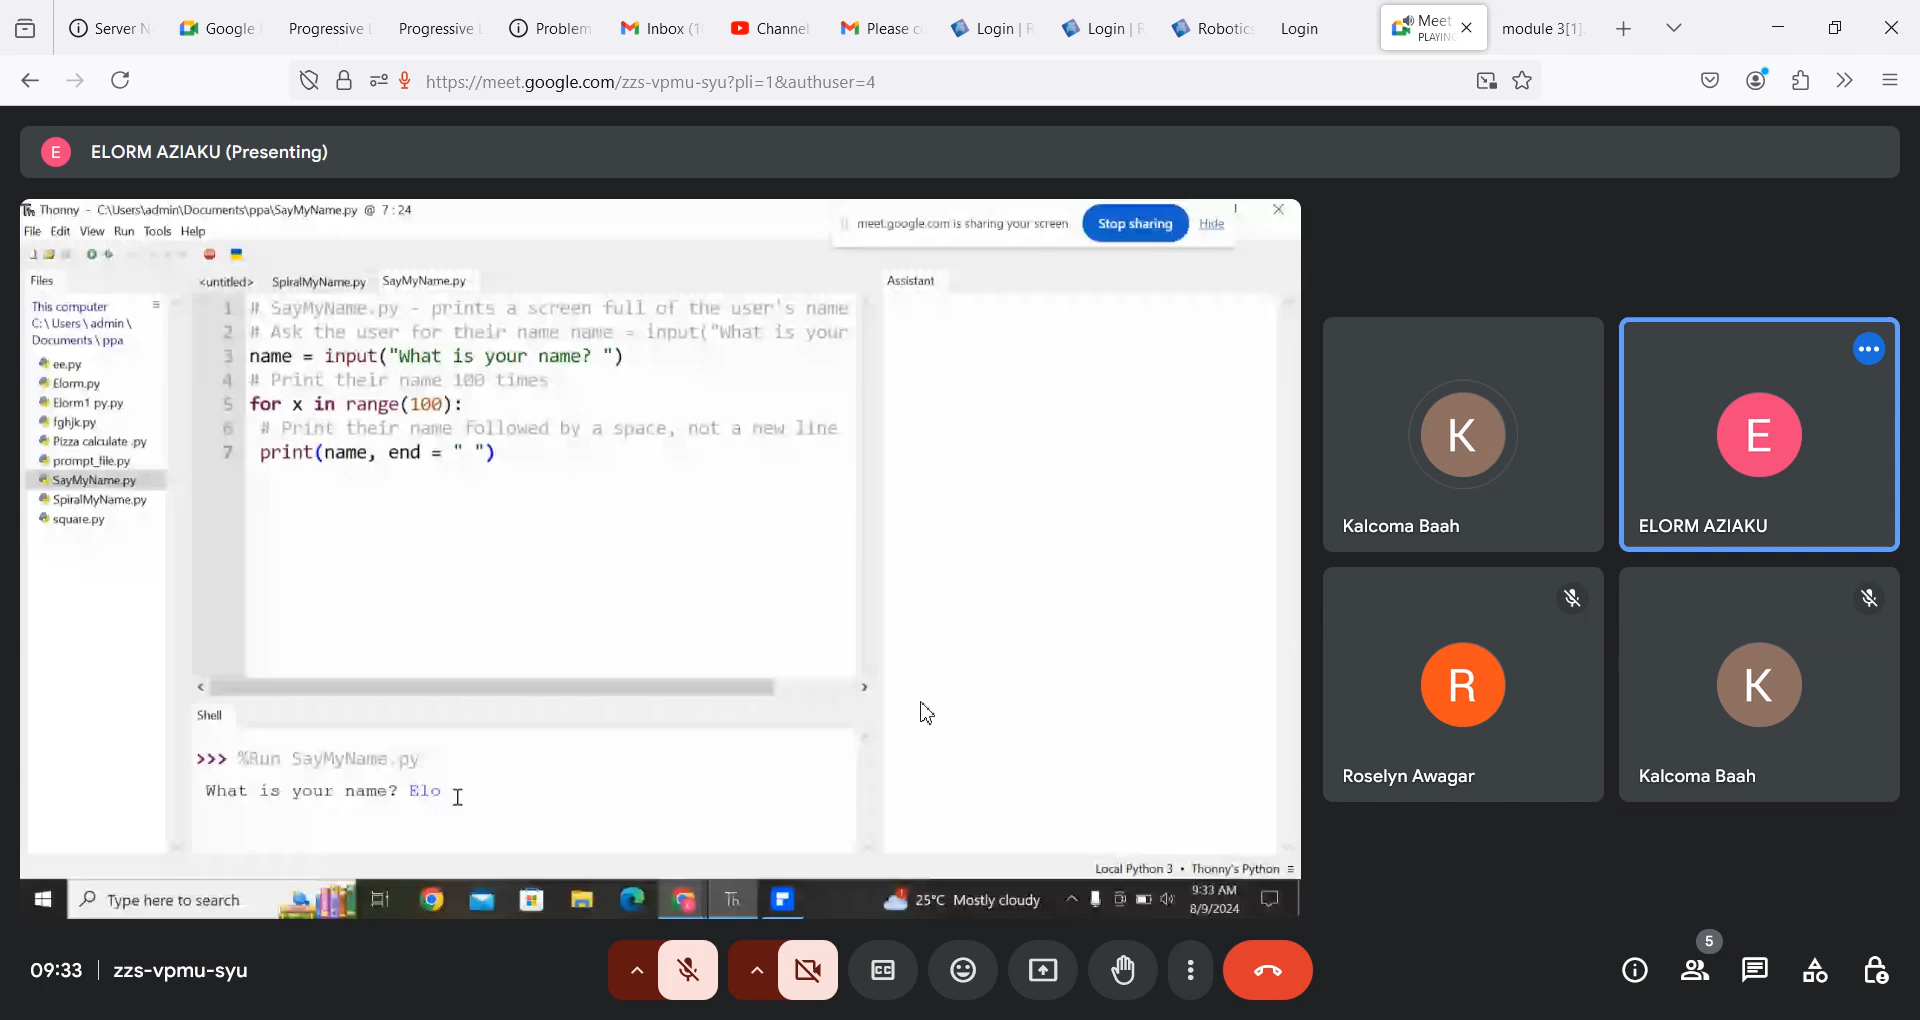 Server N
Google
Progressive
Progressive
Problem
Inbox (1
Channel
Please c
Login | R
Login | R
Robotics
Login
Meet
PLAYIN
module 3[1].
https://meet.google.com/zzs-vpmu-syu?pli=1&authuser=4
E ELORM AZIAKU (Presenting)
Th Thonny - C:\Users\admin\Documents\ppa\SayMyName.py @ 7:24
meet.google.com is sharing your screen Stop sharing Hide
File Edit View Run Tools Help
Files
<untitled> SpiralMyName.py SayMyName.py
Assistant
This computer
C:\Users\admin\
Documents\ppa
ee.py
Elorm.py
Elorm1 py.py
fghjk.py
Pizza calculate .py
prompt_file.py
SayMyName.py
SpiralMyName.py
square.py
1 # SayMyName.py - prints a screen full of the user's name
2 # Ask the user for their name name = input("What is your
3 name = input("What is your name? ")
4 # Print their name 100 times
5 for x in range(100):
6 # Print their name followed by a space, not a new line
7 print(name, end = " ")
Shell
>>> %Run SayMyName.py
What is your name? Elo
Local Python 3 • Thonny's Python
Type here to search
Th
25°C Mostly cloudy
9:33 AM
8/9/2024
K
Kalcoma Baah
E
ELORM AZIAKU
R
Roselyn Awagar
K
Kalcoma Baah
09:33 | zzs-vpmu-syu
CC
5